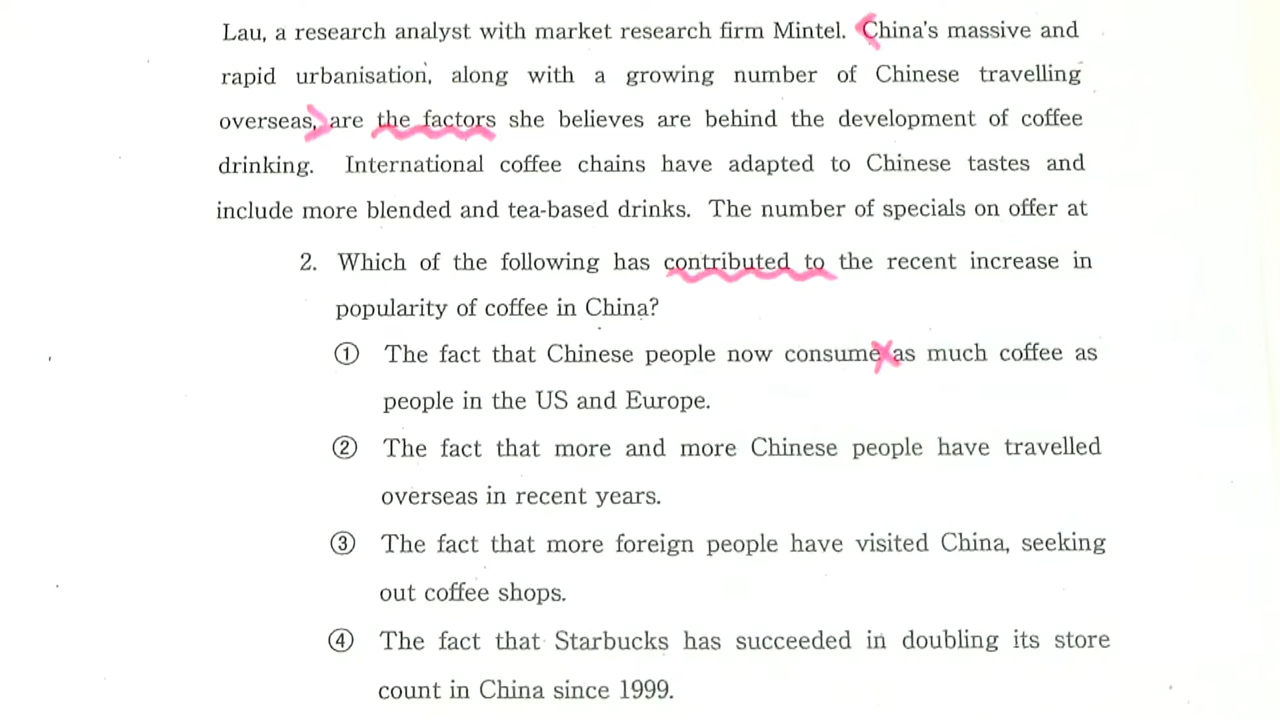 Lau, a research analyst with market research firm Mintel. China's massive and
rapid urbanisation, along with a growing number of Chinese travelling
overseas, are the factors she believes are behind the development of coffee
drinking. International coffee chains have adapted to Chinese tastes and
include more blended and tea-based drinks. The number of specials on offer at
2. Which of the following has contributed to the recent increase in
popularity of coffee in China?
① The fact that Chinese people now consume as much coffee as
people in the US and Europe.
② The fact that more and more Chinese people have travelled
overseas in recent years.
③ The fact that more foreign people have visited China, seeking
out coffee shops.
④ The fact that Starbucks has succeeded in doubling its store
count in China since 1999.